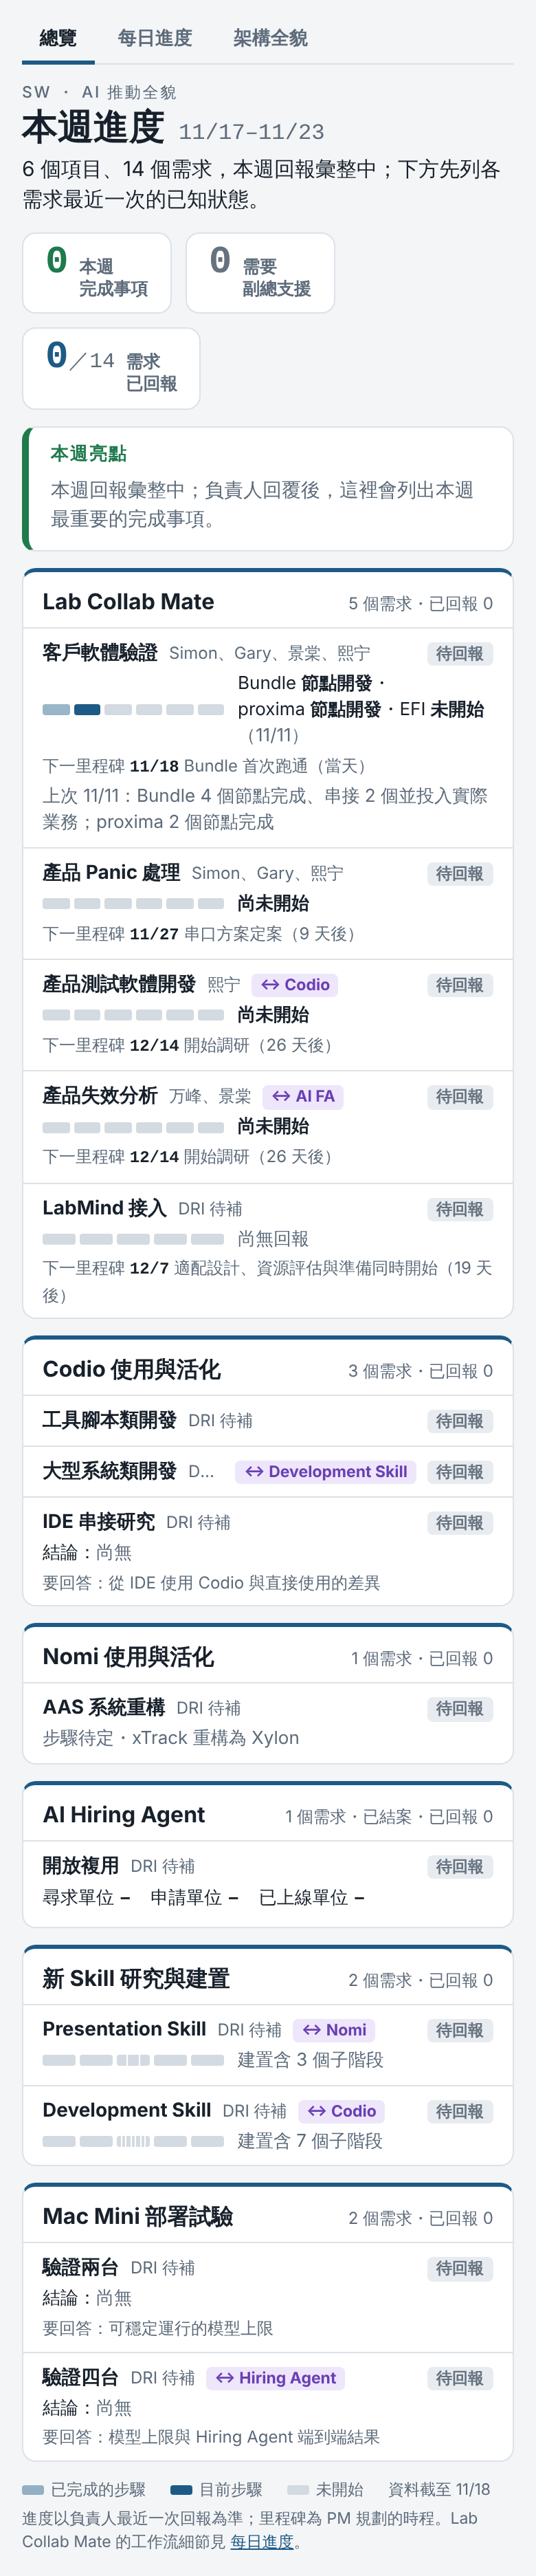 總覽 每日進度 架構全貌
SW · AI 推動全貌
本週進度 11/17–11/23
6 個項目、14 個需求，本週回報彙整中；下方先列各
需求最近一次的已知狀態。
0 本週
完成事項
0 需要
副總支援
0／14 需求
已回報
本週亮點
本週回報彙整中；負責人回覆後，這裡會列出本週
最重要的完成事項。
Lab Collab Mate 5 個需求・已回報 0
客戶軟體驗證 Simon、Gary、景棠、熙宁 待回報
Bundle 節點開發・
proxima 節點開發・EFI 未開始
（11/11）
下一里程碑 11/18 Bundle 首次跑通（當天）
上次 11/11：Bundle 4 個節點完成、串接 2 個並投入實際
業務；proxima 2 個節點完成
產品 Panic 處理 Simon、Gary、熙宁 待回報
尚未開始
下一里程碑 11/27 串口方案定案（9 天後）
產品測試軟體開發 熙宁 ↔ Codio 待回報
尚未開始
下一里程碑 12/14 開始調研（26 天後）
產品失效分析 万峰、景棠 ↔ AI FA 待回報
尚未開始
下一里程碑 12/14 開始調研（26 天後）
LabMind 接入 DRI 待補 待回報
尚無回報
下一里程碑 12/7 適配設計、資源評估與準備同時開始（19 天
後）
Codio 使用與活化 3 個需求・已回報 0
工具腳本類開發 DRI 待補 待回報
大型系統類開發 D... ↔ Development Skill 待回報
IDE 串接研究 DRI 待補 待回報
結論：尚無
要回答：從 IDE 使用 Codio 與直接使用的差異
Nomi 使用與活化 1 個需求・已回報 0
AAS 系統重構 DRI 待補 待回報
步驟待定・xTrack 重構為 Xylon
AI Hiring Agent 1 個需求・已結案・已回報 0
開放複用 DRI 待補 待回報
尋求單位 – 申請單位 – 已上線單位 –
新 Skill 研究與建置 2 個需求・已回報 0
Presentation Skill DRI 待補 ↔ Nomi 待回報
建置含 3 個子階段
Development Skill DRI 待補 ↔ Codio 待回報
建置含 7 個子階段
Mac Mini 部署試驗 2 個需求・已回報 0
驗證兩台 DRI 待補 待回報
結論：尚無
要回答：可穩定運行的模型上限
驗證四台 DRI 待補 ↔ Hiring Agent 待回報
結論：尚無
要回答：模型上限與 Hiring Agent 端到端結果
已完成的步驟 目前步驟 未開始 資料截至 11/18
進度以負責人最近一次回報為準；里程碑為 PM 規劃的時程。Lab
Collab Mate 的工作流細節見 每日進度。